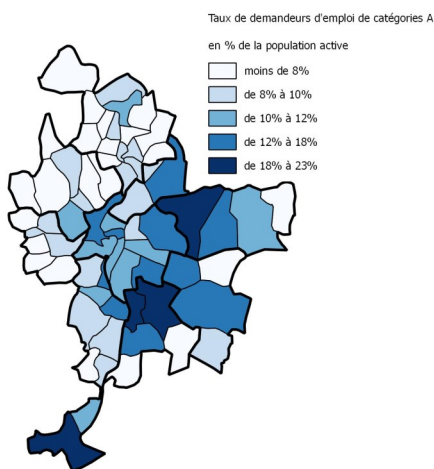 Taux de demandeurs d'emploi de catégories A
en % de la population active
moins de 8%
de 8% à 10%
de 10% à 12%
de 12% à 18%
de 18% à 23%